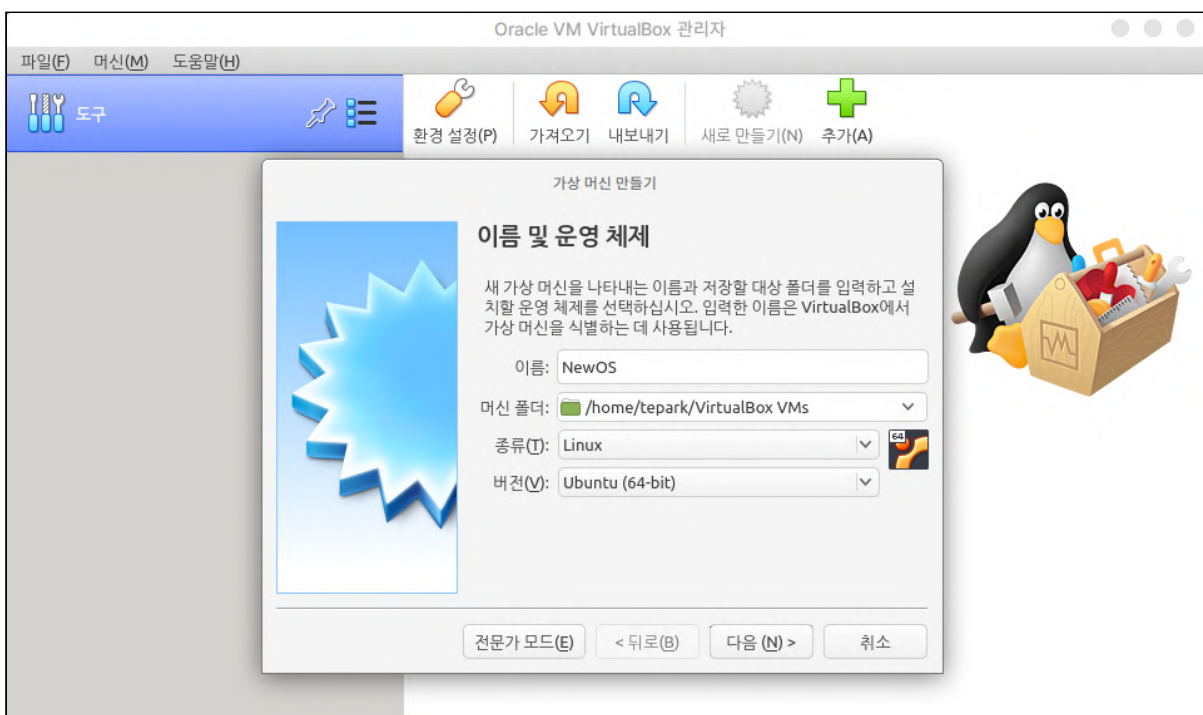 Oracle VM VirtualBox 관리자
파일(F) 머신(M) 도움말(H)
도구
환경 설정(P) 가져오기 내보내기 새로 만들기(N) 추가(A)
가상 머신 만들기
이름 및 운영 체제
새 가상 머신을 나타내는 이름과 저장할 대상 폴더를 입력하고 설
치할 운영 체제를 선택하십시오. 입력한 이름은 VirtualBox에서
가상 머신을 식별하는 데 사용됩니다.
이름: NewOS
머신 폴더: /home/tepark/VirtualBox VMs
종류(T): Linux
64
버전(V): Ubuntu (64-bit)
전문가 모드(E) < 뒤로(B) 다음 (N) > 취소